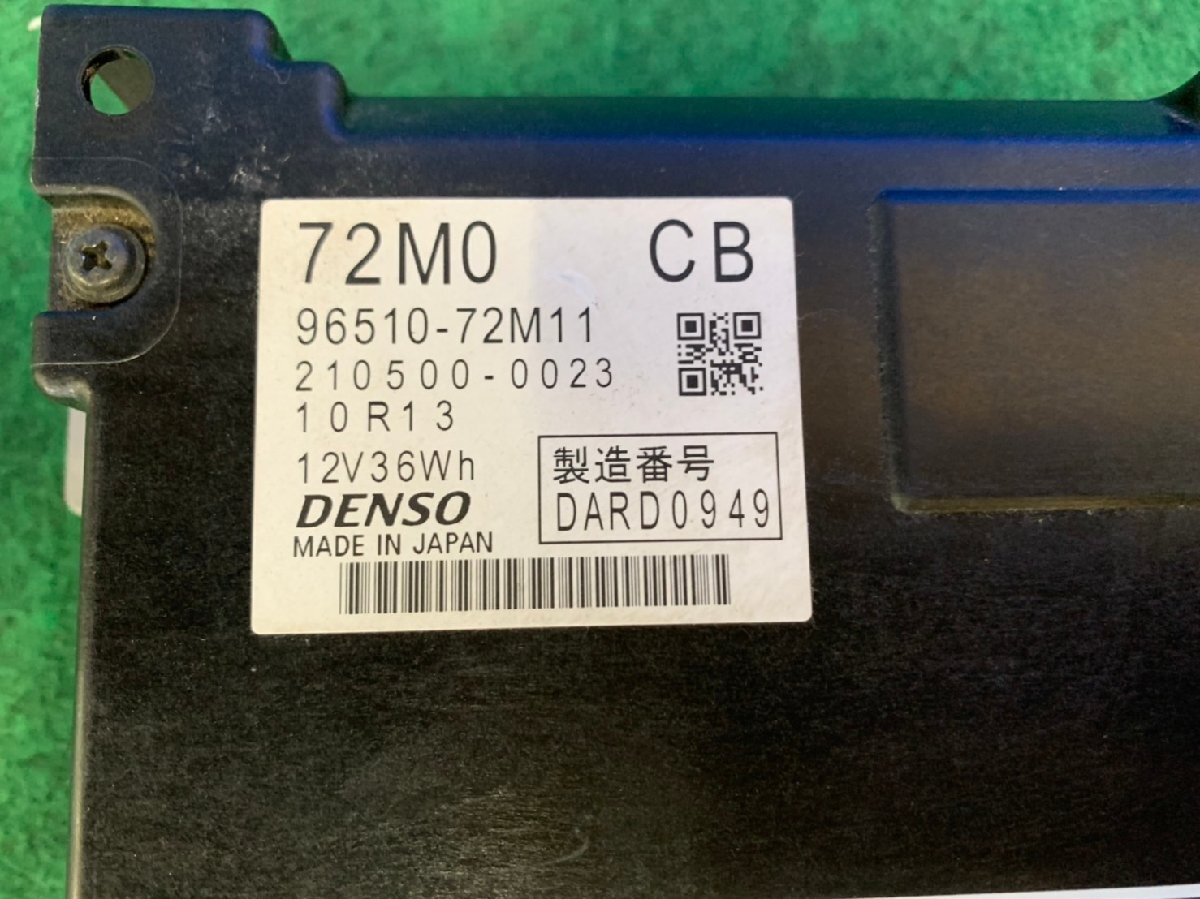 72M0 CB
96510-72M11
210500-0023
10R13
12V36Wh
DENSO
MADE IN JAPAN
製造番号
DARD0949